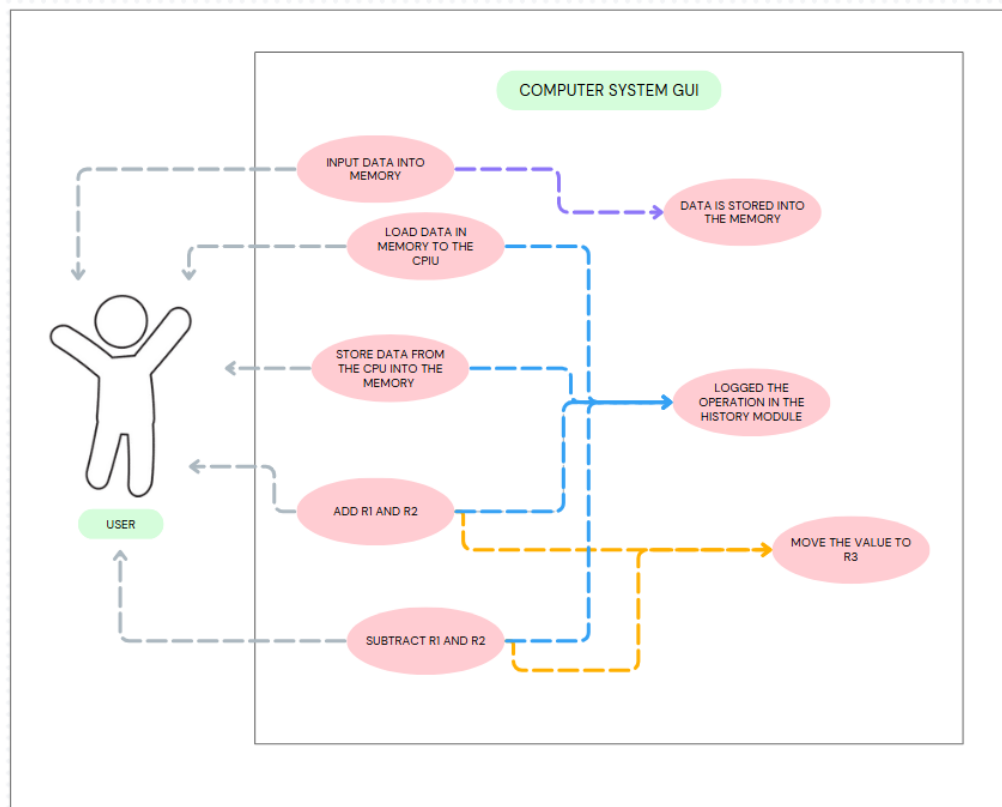 COMPUTER SYSTEM GUI
INPUT DATA INTO
MEMORY
DATA IS STORED INTO
THE MEMORY
LOAD DATA IN
MEMORY TO THE
CPIU
STORE DATA FROM
THE CPU INTO THE
MEMORY
LOGGED THE
OPERATION IN THE
HISTORY MODULE
ADD R1 AND R2
USER
MOVE THE VALUE TO
R3
SUBTRACT R1 AND R2